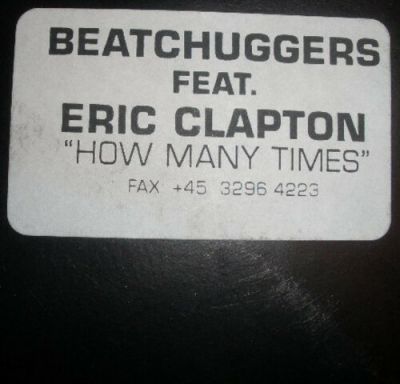 BEATCHUGGERS
FEAT.
ERIC CLAPTON
"HOW MANY TIMES"
FAX +45 3296 4223